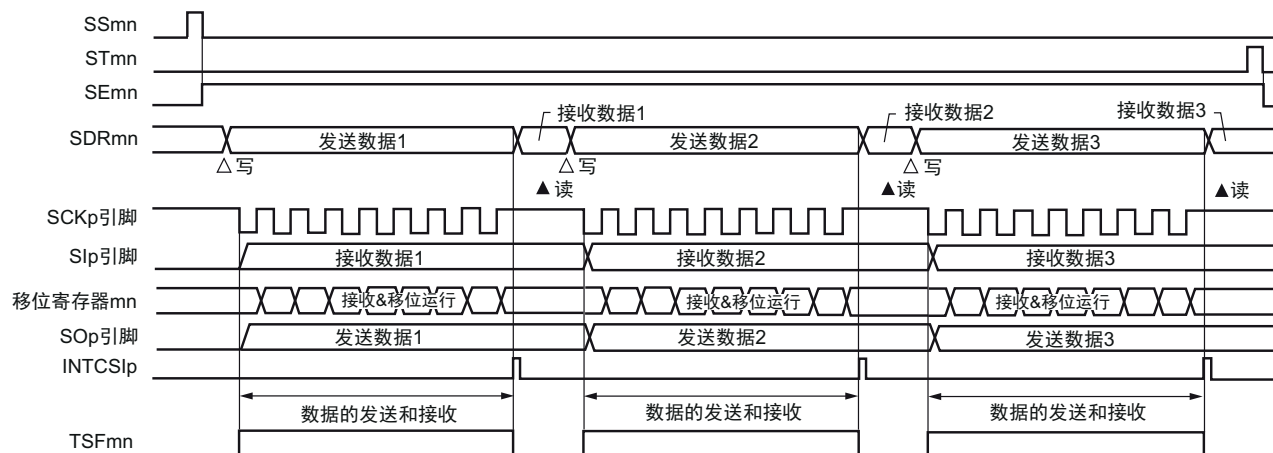 SSmn
STmn
SEmn
接收数据1 接收数据2 接收数据3
SDRmn 发送数据1 发送数据2 发送数据3
△写 △写 △写
▲读 ▲读 ▲读
SCKp引脚
SIp引脚 接收数据1 接收数据2 接收数据3
移位寄存器mn 接收&移位运行 接收&移位运行 接收&移位运行
SOp引脚 发送数据1 发送数据2 发送数据3
INTCSIp
数据的发送和接收 数据的发送和接收 数据的发送和接收
TSFmn